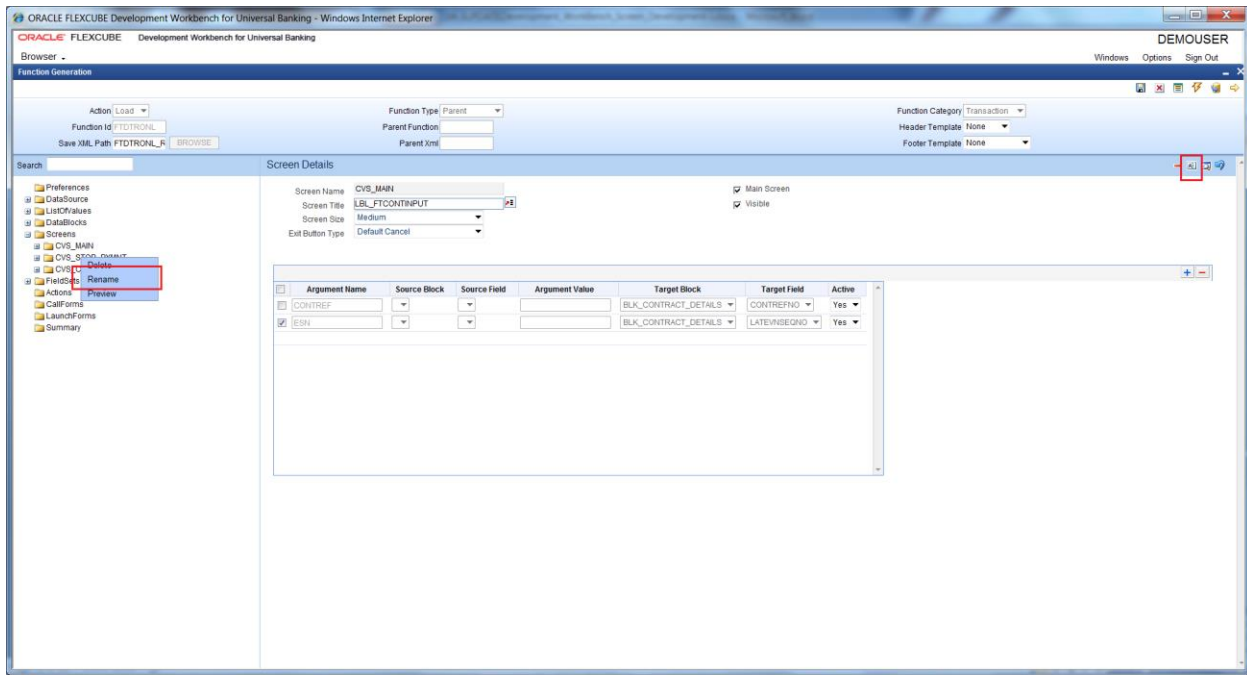 ORACLE FLEXCUBE Development Workbench for Universal Banking - Windows Internet Explorer
ORACLE FLEXCUBE Development Workbench for Universal Banking
DEMOUSER
Browser
Windows Options Sign Out
Function Generation
Action Load
Function Type Parent
Function Category Transaction
Function Id FTDTRONL
Parent Function
Header Template None
Save XML Path FTDTRONL_R BROWSE
Parent Xml
Footer Template None
Search
Screen Details
Preferences
DataSource
ListOfValues
DataBlocks
Screens
CVS_MAIN
FieldSets
Actions
CallForms
LaunchForms
Summary
Delete
Rename
Preview
Screen Name CVS_MAIN
Main Screen
Screen Title LBL_FTCONTINPUT
Visible
Screen Size Medium
Exit Button Type Default Cancel
Argument Name Source Block Source Field Argument Value Target Block Target Field Active
CONTREF BLK_CONTRACT_DETAILS CONTREFNO Yes
ESN BLK_CONTRACT_DETAILS LATEVNSEQNO Yes